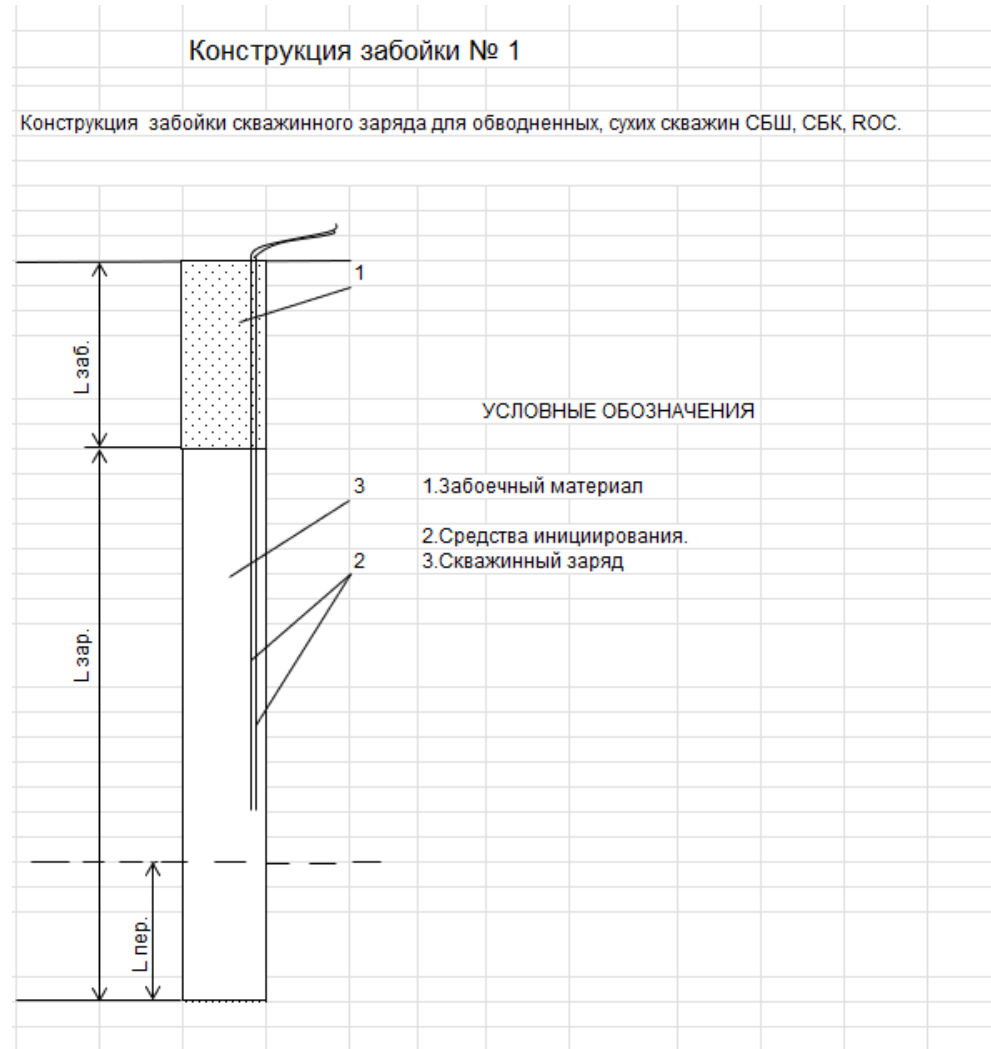 Конструкция забойки № 1
Конструкция забойки скважинного заряда для обводненных, сухих скважин СБШ, СБК, ROC.
1
L заб.
УСЛОВНЫЕ ОБОЗНАЧЕНИЯ
3
1.Забоечный материал
2.Средства инициирования.
2
3.Скважинный заряд
L зар.
L пер.